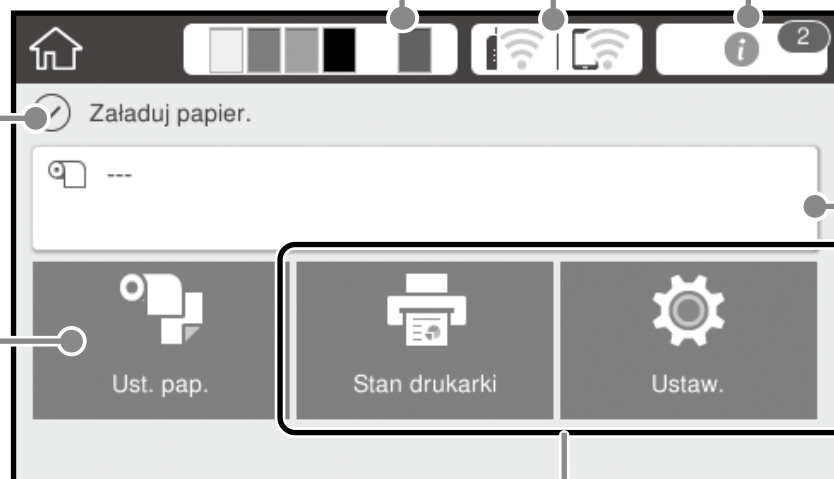 2
Załaduj papier.
---
Ust. pap.
Stan drukarki
Ustaw.